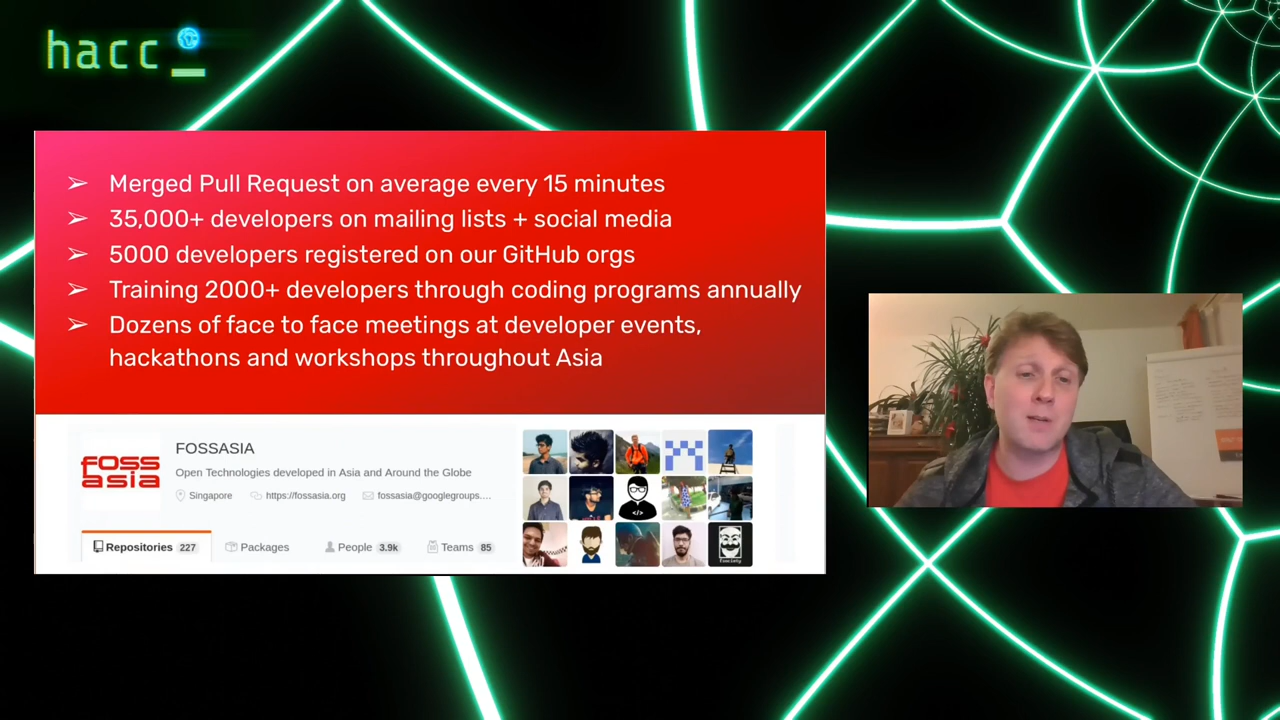 hacc
➢ Merged Pull Request on average every 15 minutes
➢ 35,000+ developers on mailing lists + social media
➢ 5000 developers registered on our GitHub orgs
➢ Training 2000+ developers through coding programs annually
➢ Dozens of face to face meetings at developer events,
hackathons and workshops throughout Asia
foss
asia
FOSSASIA
Open Technologies developed in Asia and Around the Globe
Singapore https://fossasia.org fossasia@googlegroups....
Repositories 227 Packages People 3.9k Teams 85